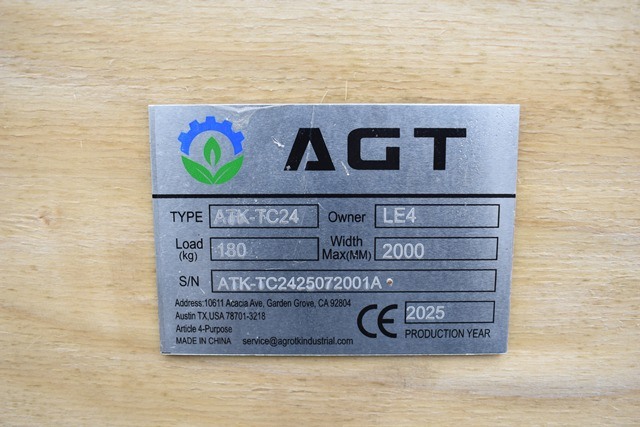 AGT
TYPE ATK-TC24 Owner LE4
Load (kg) 180 Width Max(MM) 2000
S/N ATK-TC2425072001A
Address:10611 Acacia Ave, Garden Grove, CA 92804
Austin TX,USA 78701-3218
Article 4-Purpose
MADE IN CHINA service@agrotkindustrial.com
CE 2025
PRODUCTION YEAR